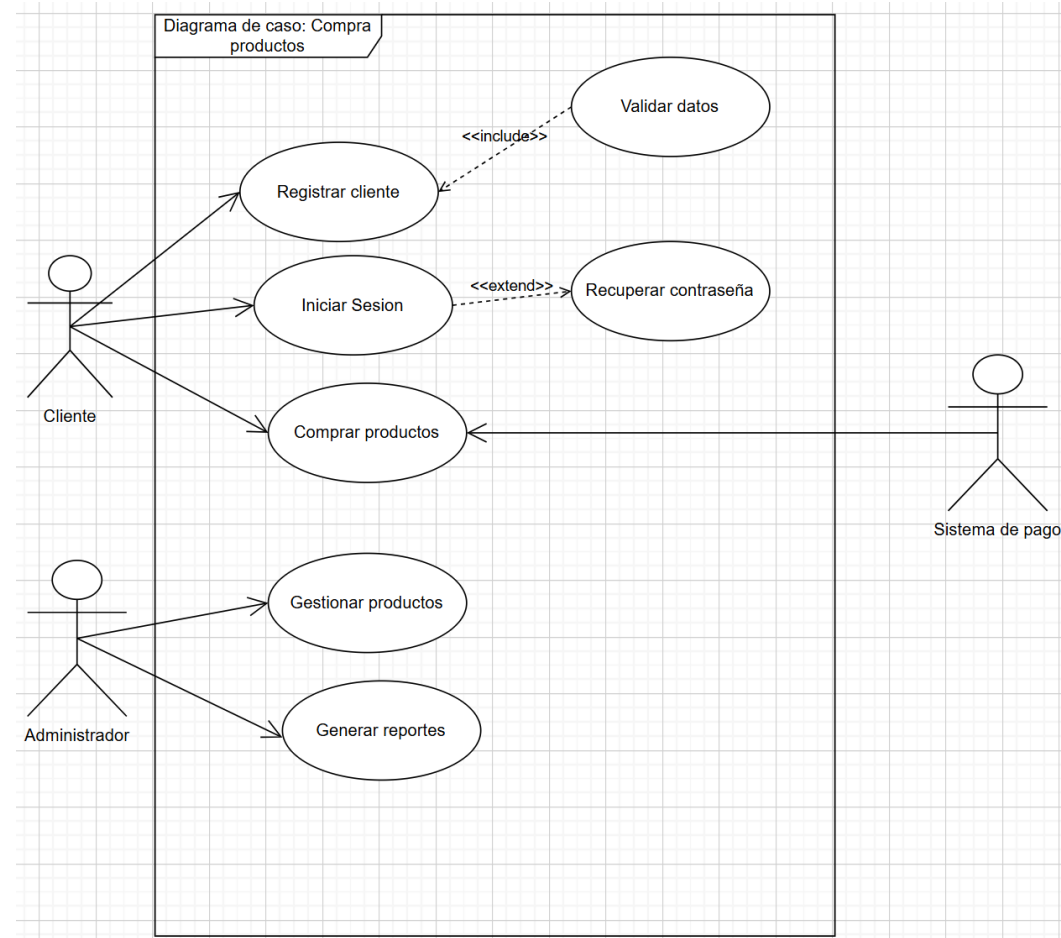 Diagrama de caso: Compra
productos
Validar datos
<<include>>
Registrar cliente
<<extend>>
Recuperar contraseña
Iniciar Sesion
Cliente
Comprar productos
Sistema de pago
Gestionar productos
Administrador
Generar reportes